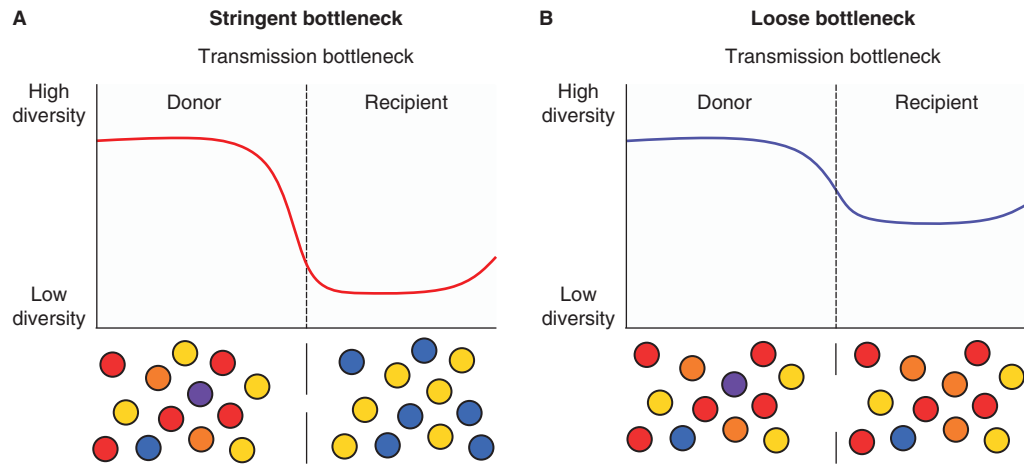 A
Stringent bottleneck
Transmission bottleneck
High
diversity
Donor
Recipient
Low
diversity
B
Loose bottleneck
Transmission bottleneck
High
diversity
Donor
Recipient
Low
diversity